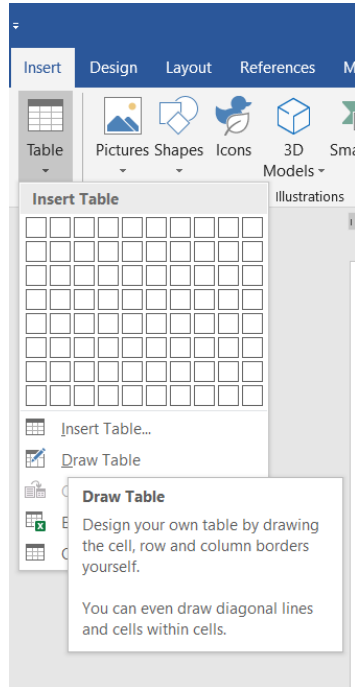 Insert Design Layout References M
Table Pictures Shapes Icons 3D Sma
Models
Insert Table Illustrations
Insert Table...
Draw Table
Draw Table
Design your own table by drawing
the cell, row and column borders
yourself.
You can even draw diagonal lines
and cells within cells.